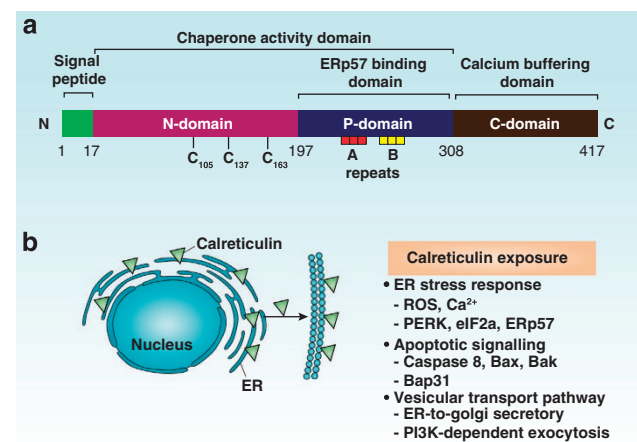 a
Chaperone activity domain
Signal
peptide
ERp57 binding
domain
Calcium buffering
domain
N
N-domain
P-domain
C-domain
C
1
17
C105
C137
C163
197
A
B
308
417
repeats
b
Calreticulin
Nucleus
ER
Calreticulin exposure
• ER stress response
- ROS, Ca²⁺
- PERK, eIF2a, ERp57
• Apoptotic signalling
- Caspase 8, Bax, Bak
- Bap31
• Vesicular transport pathway
- ER-to-golgi secretory
- PI3K-dependent exocytosis